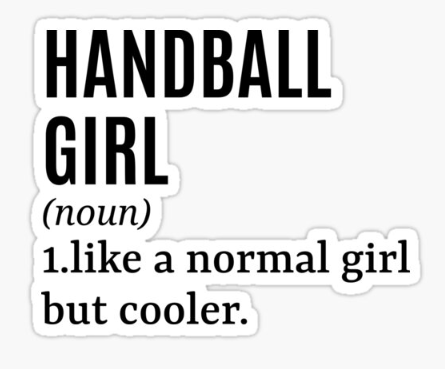 HANDBALL
GIRL
(noun)
1.like a normal girl
but cooler.